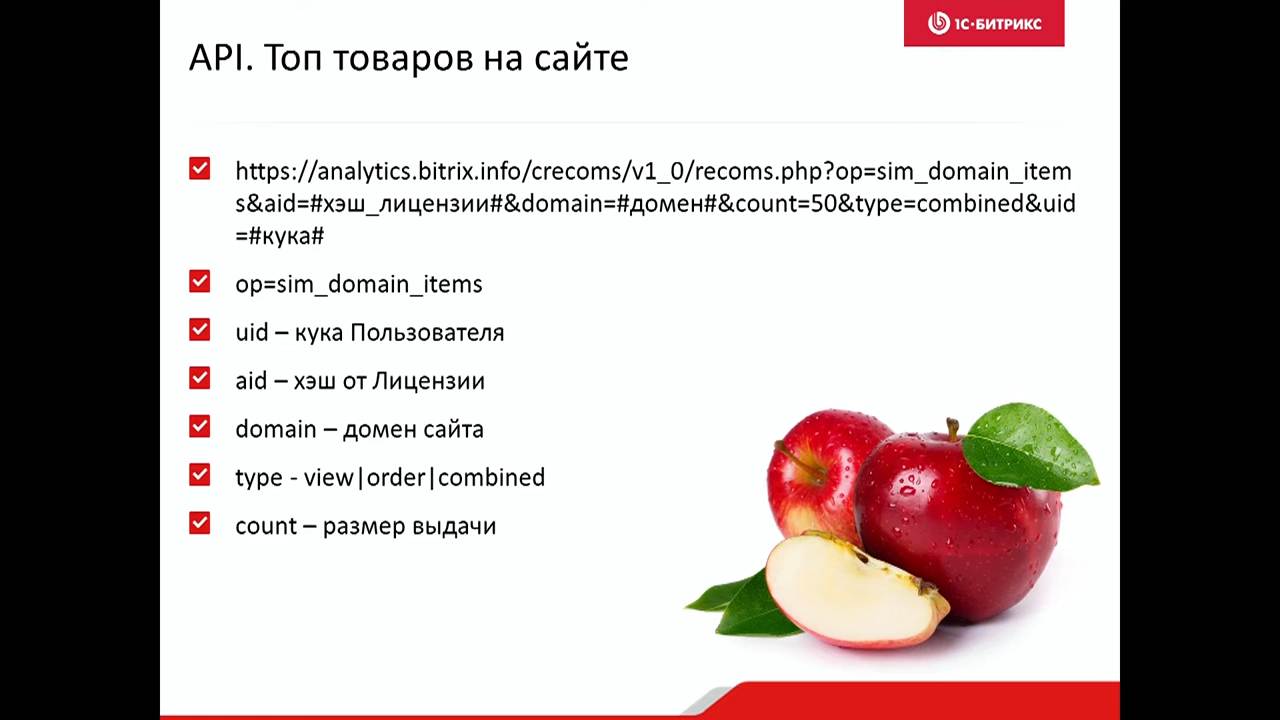 1С·БИТРИКС
API. Топ товаров на сайте
https://analytics.bitrix.info/crecoms/v1_0/recoms.php?op=sim_domain_item
s&aid=#хэш_лицензии#&domain=#домен#&count=50&type=combined&uid
=#кука#
op=sim_domain_items
uid – кука Пользователя
aid – хэш от Лицензии
domain – домен сайта
type - view|order|combined
count – размер выдачи